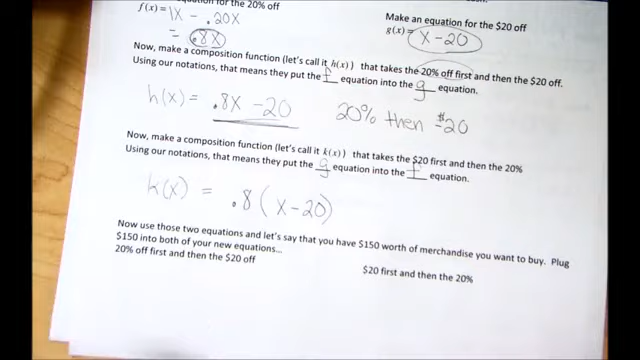 equation for the 20% off
f(x) = 1X - .20X
= .8X
Make an equation for the $20 off
g(x) = X - 20
Now, make a composition function (let's call it h(x)) that takes the 20% off first and then the $20 off.
Using our notations, that means they put the f equation into the g equation.
h(x) = .8X - 20
20% then -$20
Now, make a composition function (let's call it k(x)) that takes the $20 first and then the 20%
Using our notations, that means they put the g equation into the f equation.
k(x) = .8(X - 20)
Now use those two equations and let's say that you have $150 worth of merchandise you want to buy. Plug
$150 into both of your new equations...
20% off first and then the $20 off
$20 first and then the 20%